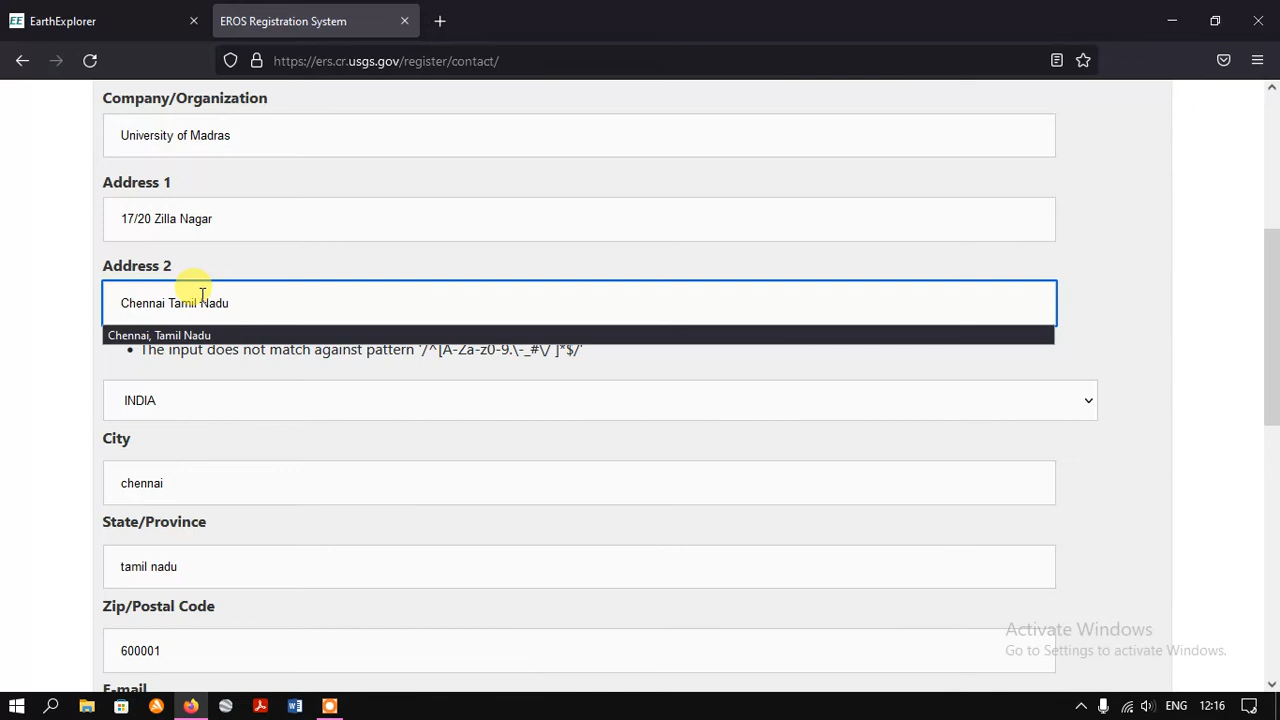 EarthExplorer
EROS Registration System
https://ers.cr.usgs.gov/register/contact/
Company/Organization
University of Madras
Address 1
17/20 Zilla Nagar
Address 2
Chennai Tamil Nadu
Chennai, Tamil Nadu
• The input does not match against pattern '/^[A-Za-z0-9.\-_#\/ ]*$/'
INDIA
City
chennai
State/Province
tamil nadu
Zip/Postal Code
600001
E-mail
Activate Windows
Go to Settings to activate Windows.
ENG
12:16